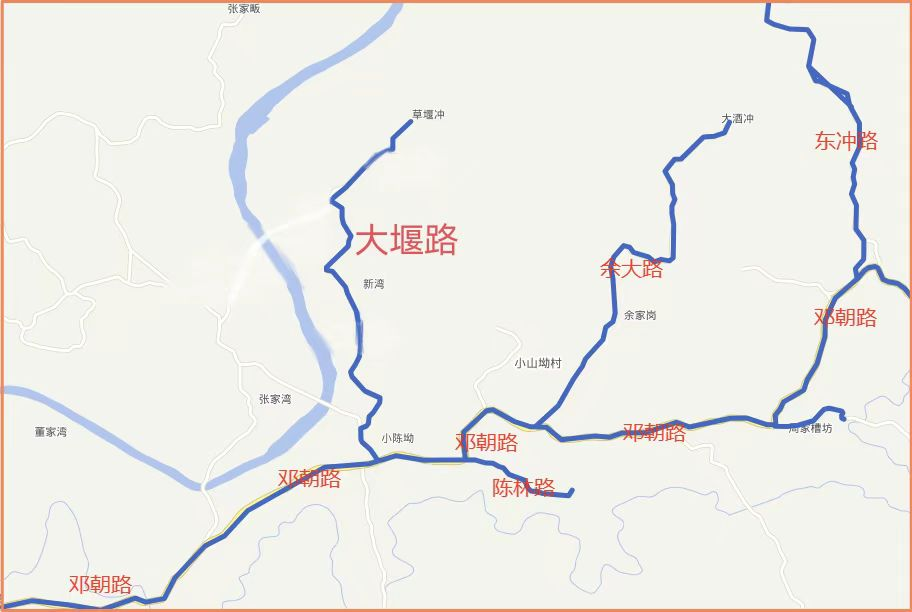 张家畈
草堰冲
大酒冲
东冲路
大堰路
余大路
新湾
余家岗
邓朝路
小山坳村
张家湾
董家湾
小陈坳
邓朝路
邓朝路
周家槽坊
邓朝路
陈林路
邓朝路